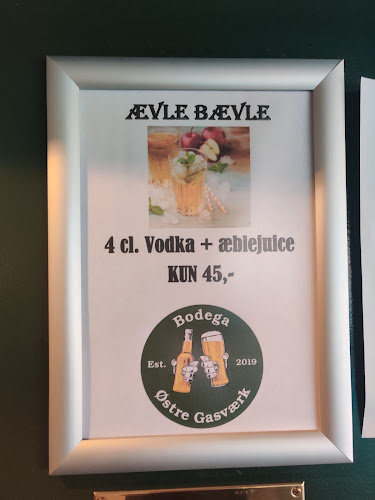 ÆVLE BÆVLE
4 cl. Vodka + æblejuice
KUN 45,-
Bodega
Est. 2019
Østre Gasværk